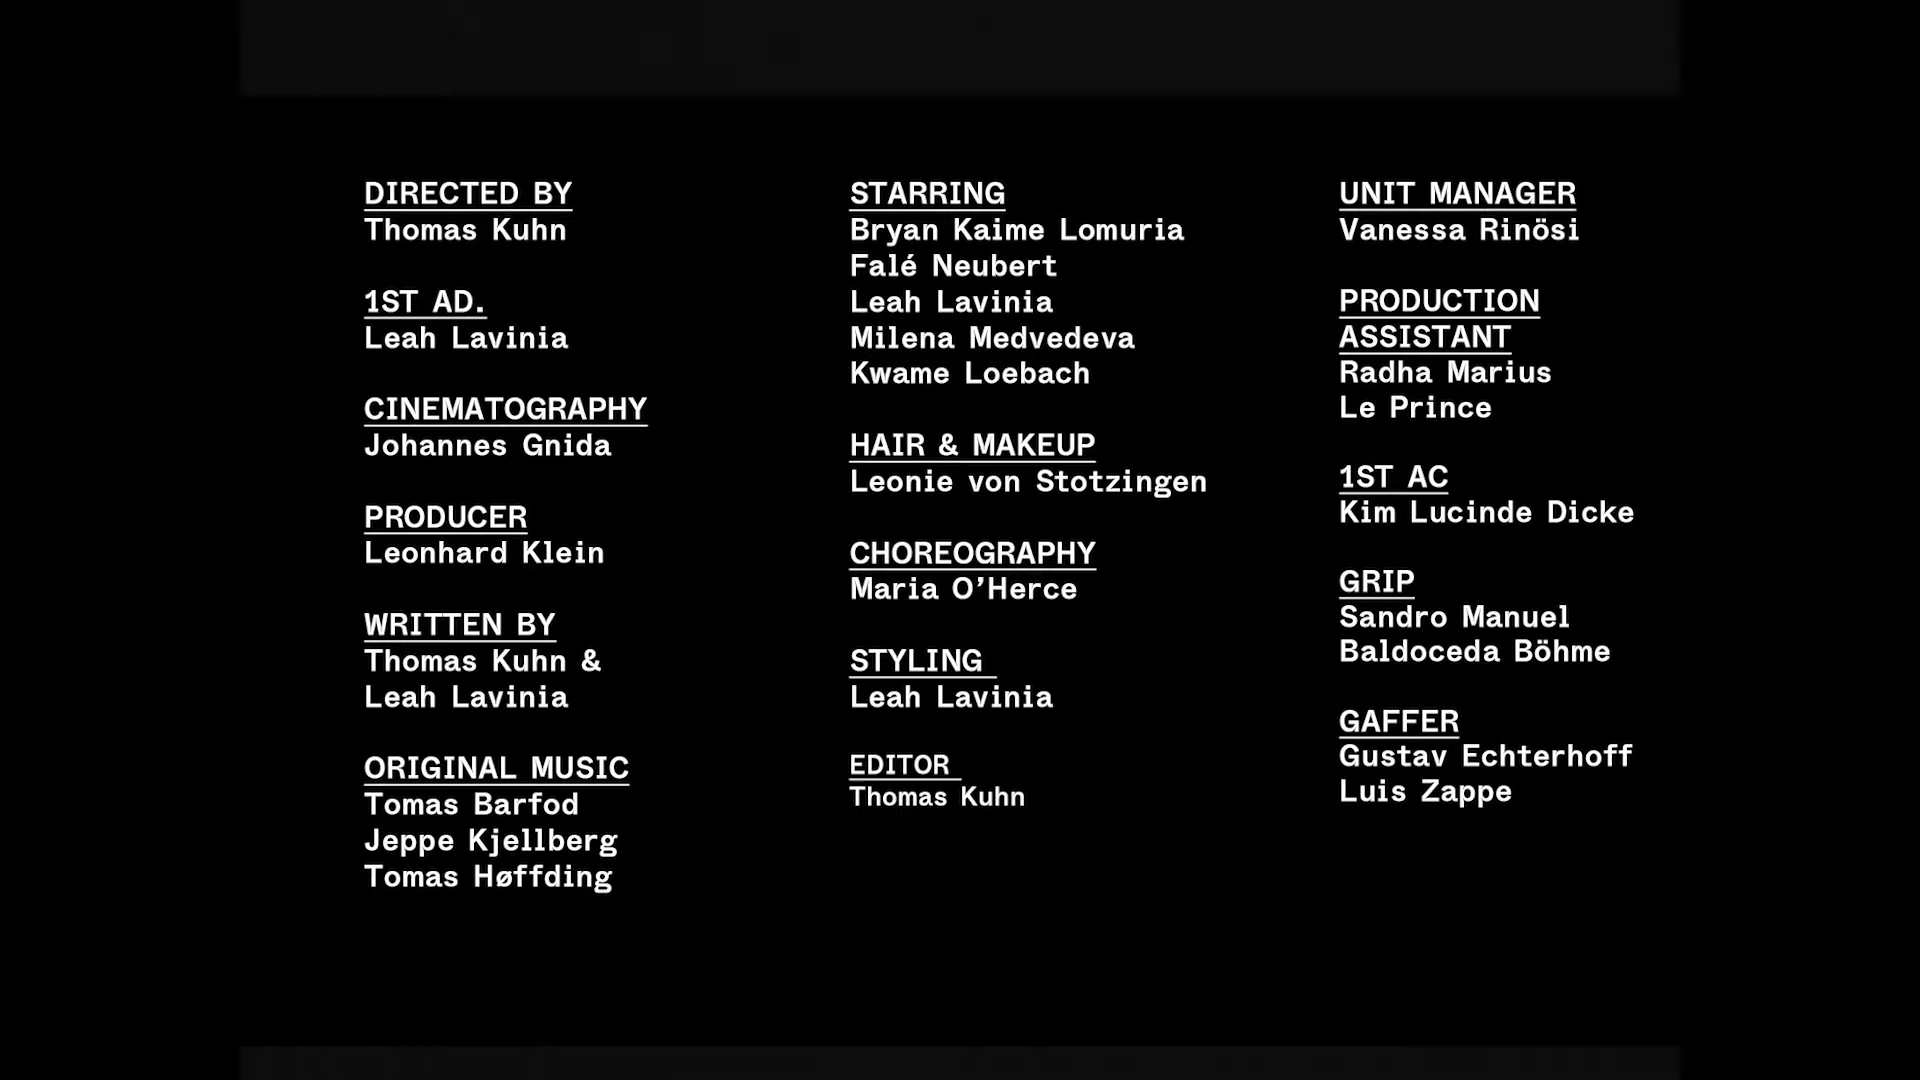 DIRECTED BY
Thomas Kuhn
1ST AD.
Leah Lavinia
CINEMATOGRAPHY
Johannes Gnida
PRODUCER
Leonhard Klein
WRITTEN BY
Thomas Kuhn &
Leah Lavinia
ORIGINAL MUSIC
Tomas Barfod
Jeppe Kjellberg
Tomas Høffding
STARRING
Bryan Kaime Lomuria
Falé Neubert
Leah Lavinia
Milena Medvedeva
Kwame Loebach
HAIR & MAKEUP
Leonie von Stotzingen
CHOREOGRAPHY
Maria O’Herce
STYLING
Leah Lavinia
EDITOR
Thomas Kuhn
UNIT MANAGER
Vanessa Rinösi
PRODUCTION
ASSISTANT
Radha Marius
Le Prince
1ST AC
Kim Lucinde Dicke
GRIP
Sandro Manuel
Baldoceda Böhme
GAFFER
Gustav Echterhoff
Luis Zappe